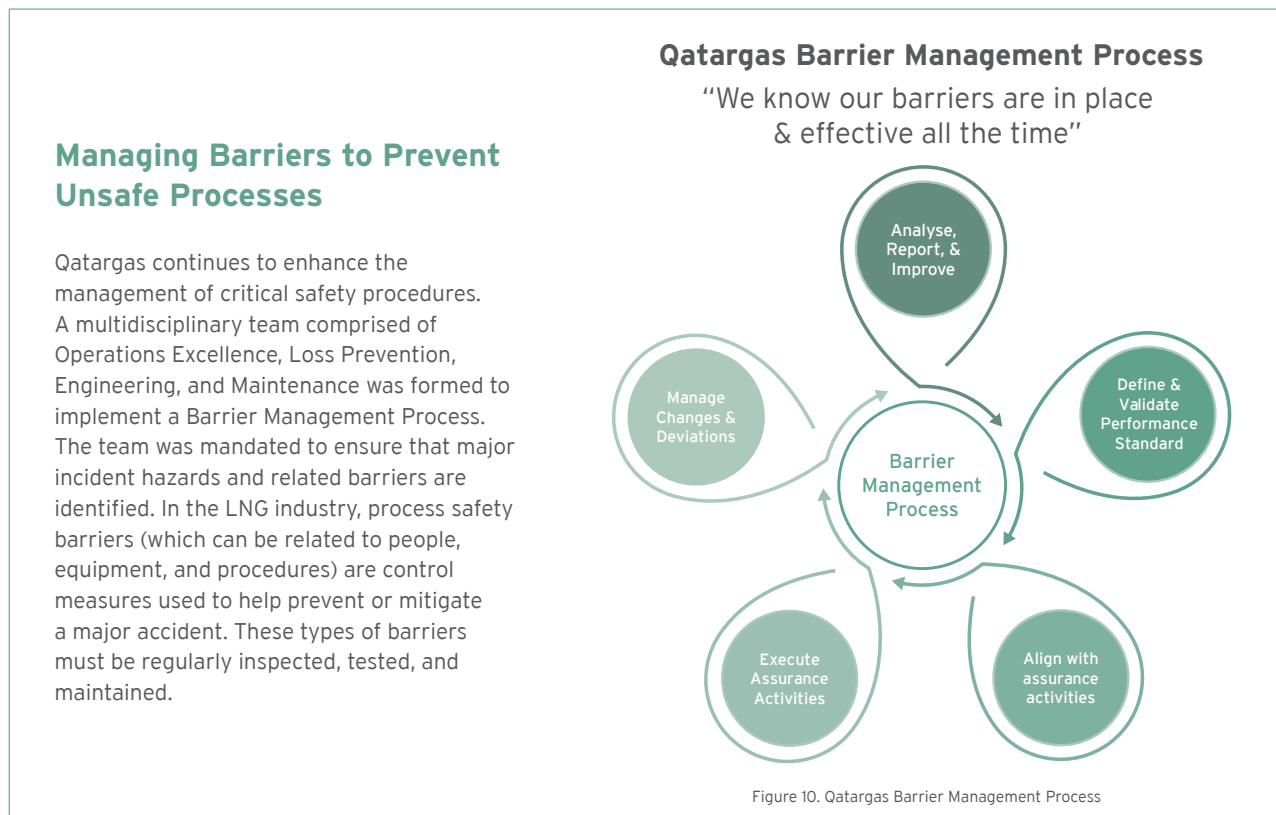 Managing Barriers to Prevent
Unsafe Processes
Qatargas continues to enhance the
management of critical safety procedures.
A multidisciplinary team comprised of
Operations Excellence, Loss Prevention,
Engineering, and Maintenance was formed to
implement a Barrier Management Process.
The team was mandated to ensure that major
incident hazards and related barriers are
identified. In the LNG industry, process safety
barriers (which can be related to people,
equipment, and procedures) are control
measures used to help prevent or mitigate
a major accident. These types of barriers
must be regularly inspected, tested, and
maintained.
Qatargas Barrier Management Process
“We know our barriers are in place
& effective all the time”
Analyse,
Report, &
Improve
Define &
Validate
Performance
Standard
Align with
assurance
activities
Execute
Assurance
Activities
Manage
Changes &
Deviations
Barrier
Management
Process
Figure 10. Qatargas Barrier Management Process